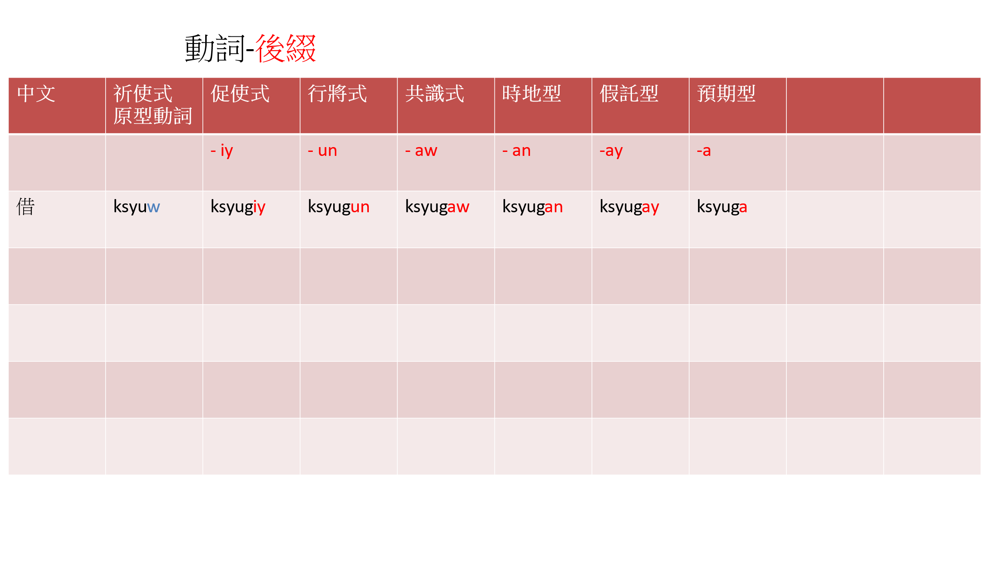 動詞-後綴
中文 祈使式 促使式 行將式 共議式 時地型 假託型 預期型
原型動詞
- iy - un - aw - an -ay -a
借 ksyuw ksyugiy ksyugun ksyugaw ksyugan ksyugay ksyuga